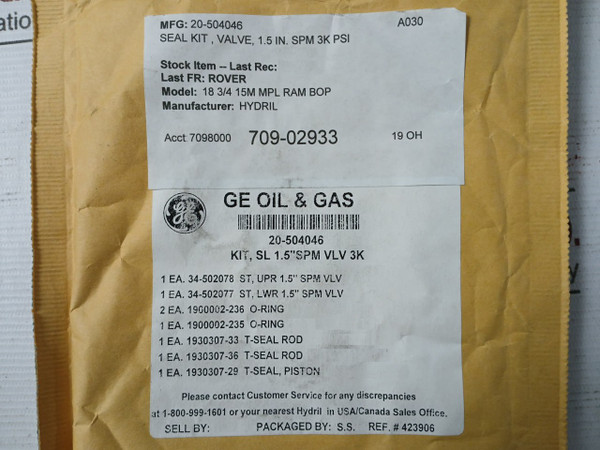 atio
MFG: 20-504046 A030
SEAL KIT , VALVE, 1.5 IN. SPM 3K PSI
Stock Item -- Last Rec:
Last FR: ROVER
Model: 18 3/4 15M MPL RAM BOP
Manufacturer: HYDRIL
Acct:7098000 709-02933 19 OH
GE OIL & GAS
20-504046
KIT, SL 1.5"SPM VLV 3K
1 EA. 34-502078 ST, UPR 1.5" SPM VLV
1 EA. 34-502077 ST, LWR 1.5" SPM VLV
2 EA. 1900002-236 O-RING
1 EA. 1900002-235 O-RING
1 EA. 1930307-33 T-SEAL ROD
1 EA. 1930307-36 T-SEAL ROD
1 EA. 1930307-29 T-SEAL, PISTON
Please contact Customer Service for any discrepancies
at 1-800-999-1601 or your nearest Hydril in USA/Canada Sales Office.
SELL BY: PACKAGED BY: S.S. REF. # 423906